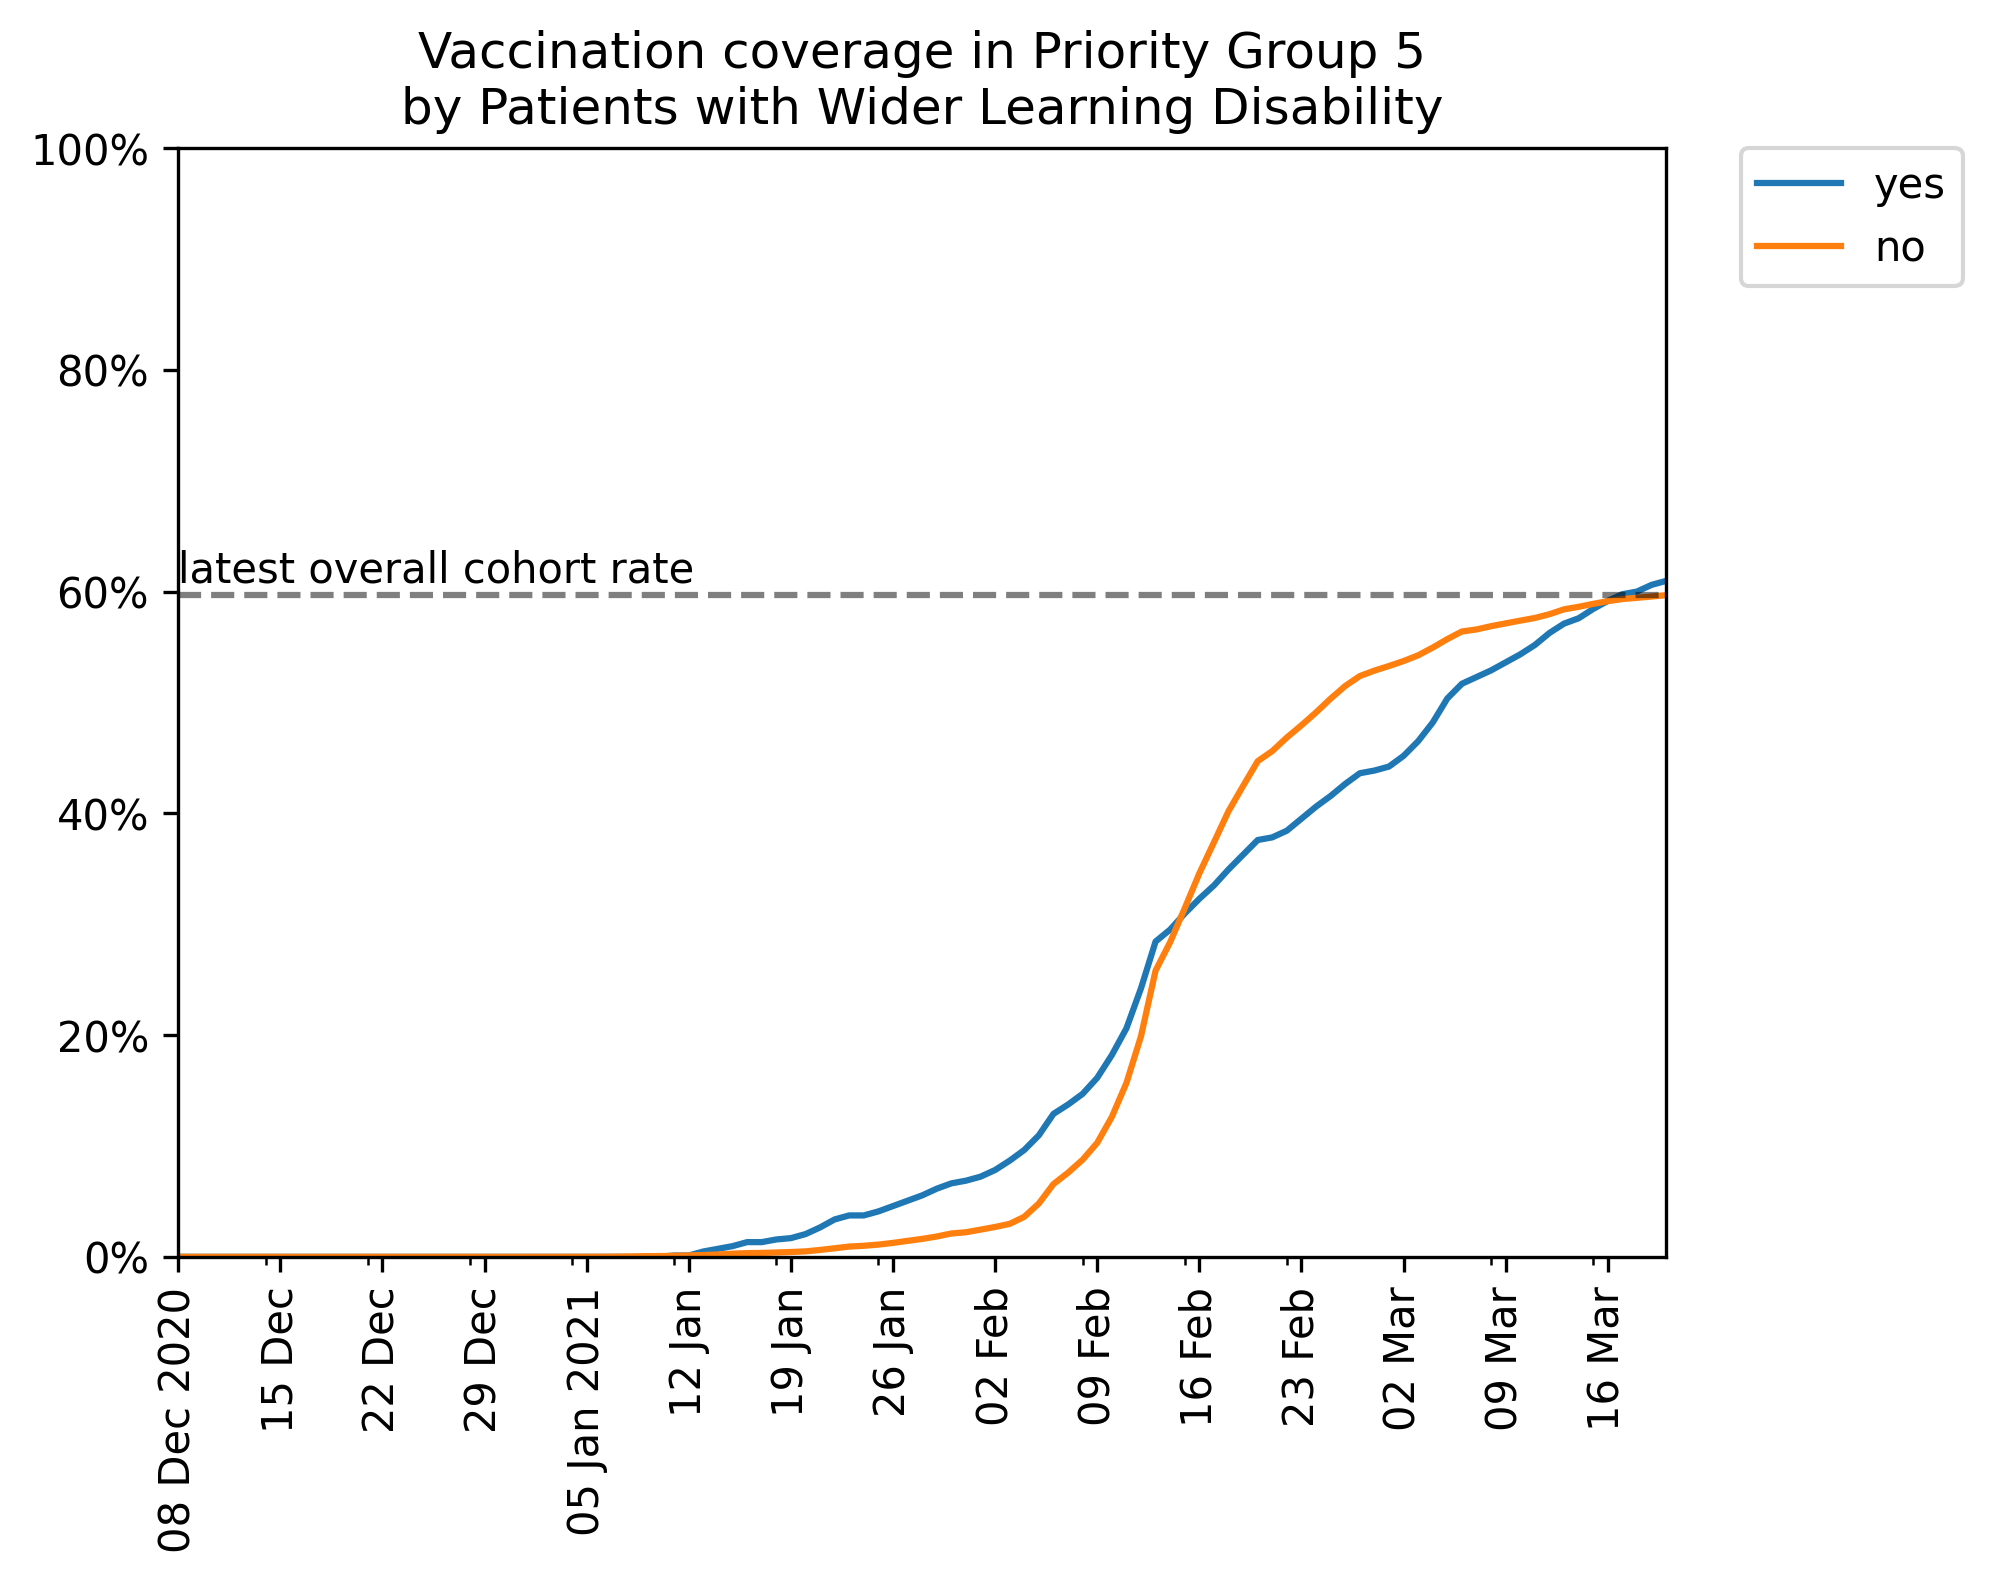 Vaccination coverage in Priority Group 5
by Patients with Wider Learning Disability
100%
80%
60%
40%
20%
0%
latest overall cohort rate
yes
no
08 Dec 2020
15 Dec
22 Dec
29 Dec
05 Jan 2021
12 Jan
19 Jan
26 Jan
02 Feb
09 Feb
16 Feb
23 Feb
02 Mar
09 Mar
16 Mar